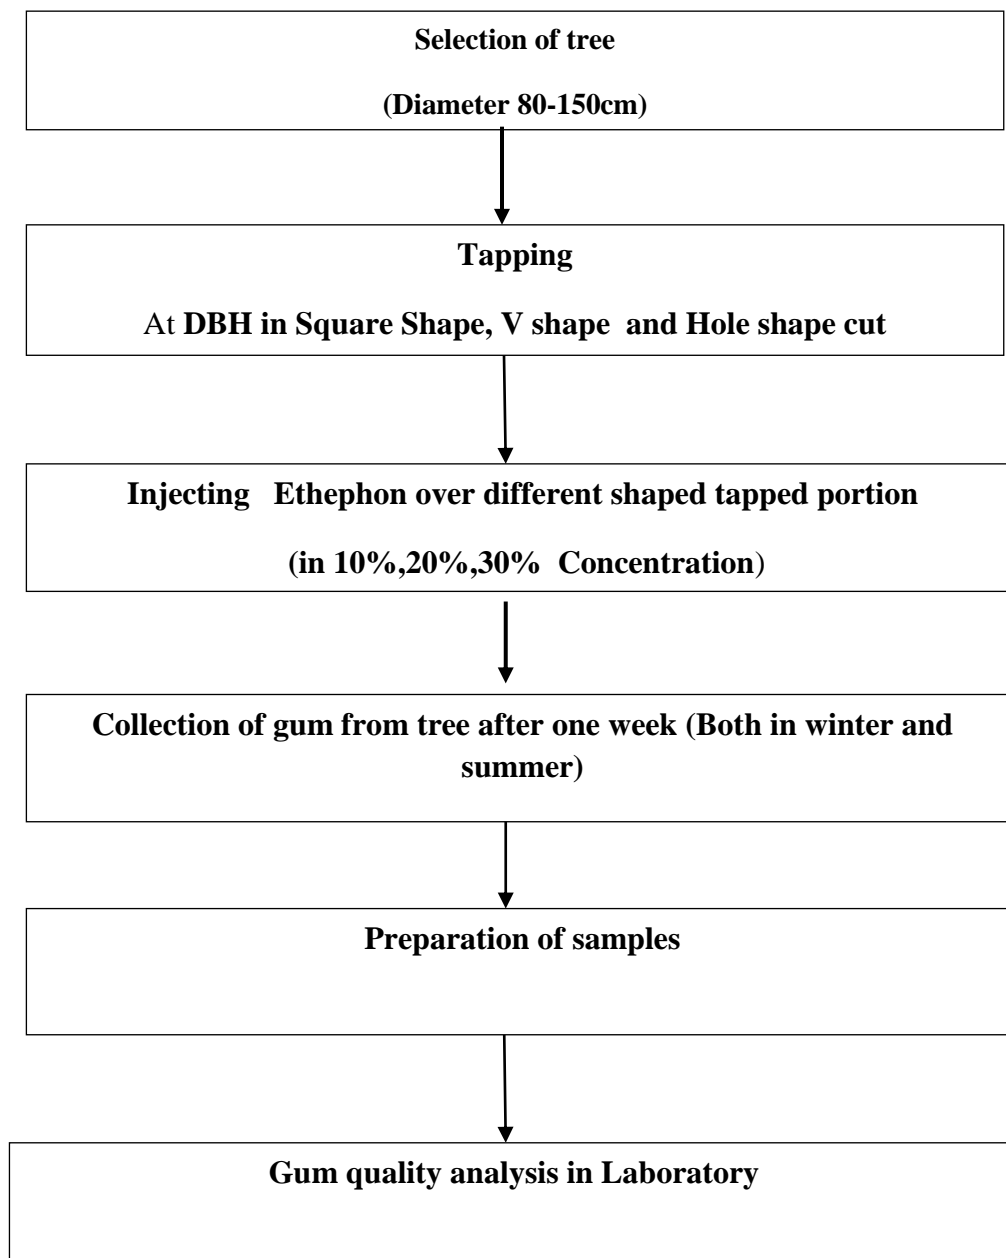 Selection of tree
(Diameter 80-150cm)
Tapping
At DBH in Square Shape, V shape and Hole shape cut
Injecting Ethephon over different shaped tapped portion
(in 10%,20%,30% Concentration)
Collection of gum from tree after one week (Both in winter and
summer)
Preparation of samples
Gum quality analysis in Laboratory